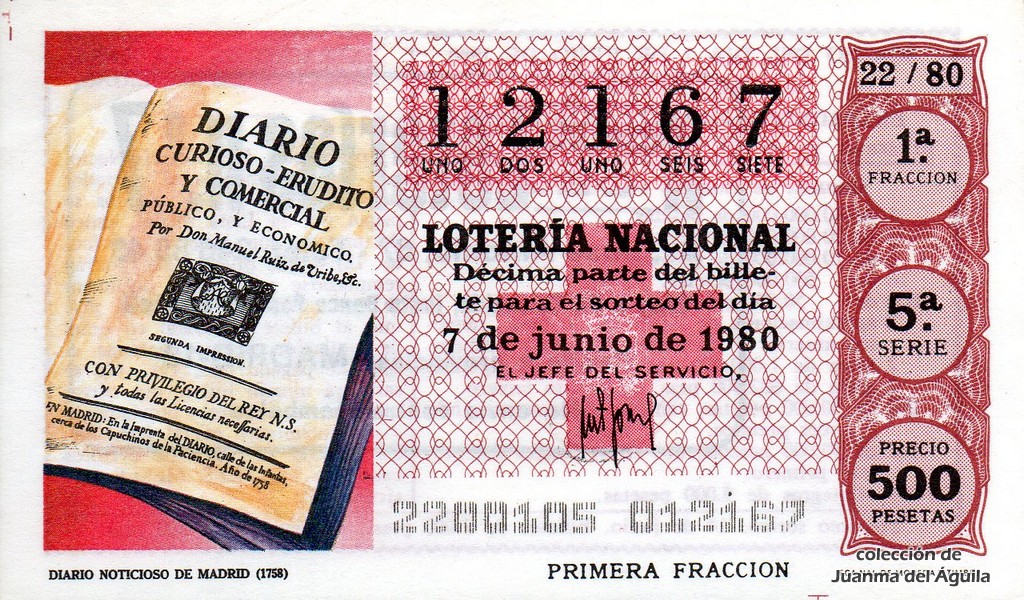 DIARIO
CURIOSO-ERUDITO
Y COMERCIAL
PÚBLICO, Y ECONOMICO.
Por Don Manuel Ruiz de Uribe, &c.
SEGUNDA IMPRESSION.
CON PRIVILEGIO DEL REY N.S.
y todas las Licencias neceſſarias.
EN MADRID: En la Imprenta del DIARIO, calle de las Infantas,
cerca de los Capuchinos de la Paciencia. Año de 1758
DIARIO NOTICIOSO DE MADRID (1758)
1 2 1 6 7
UNO DOS UNO SEIS SIETE
LOTERÍA NACIONAL
Décima parte del bille-
te para el sorteo del día
7 de junio de 1980
EL JEFE DEL SERVICIO,
2200105 012167
PRIMERA FRACCION
22 / 80
1ª.
FRACCION
5ª.
SERIE
PRECIO
500
PESETAS
colección de
Juanma del Águila